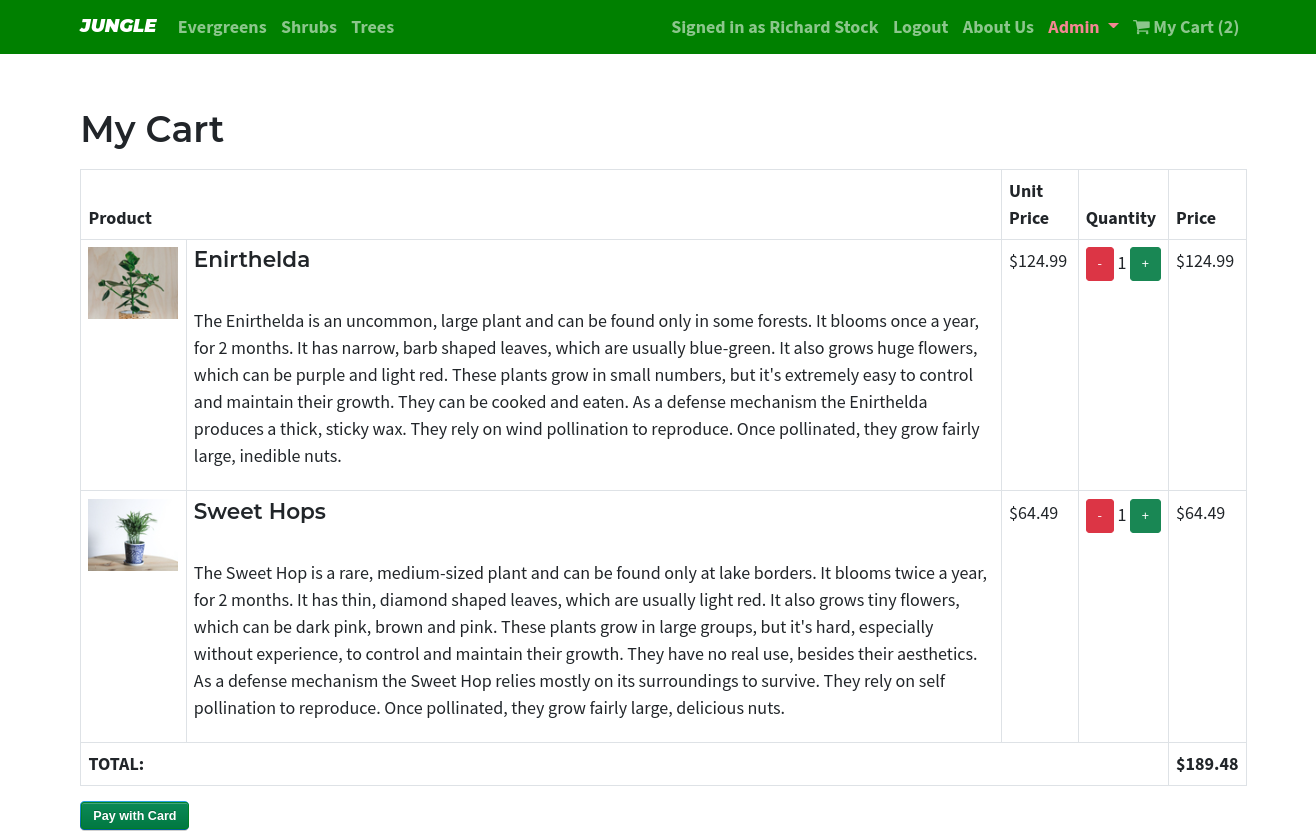 JUNGLE Evergreens Shrubs Trees Signed in as Richard Stock Logout About Us Admin My Cart (2)
My Cart
Product Unit Price Quantity Price
Enirthelda $124.99 - 1 + $124.99
The Enirthelda is an uncommon, large plant and can be found only in some forests. It blooms once a year,
for 2 months. It has narrow, barb shaped leaves, which are usually blue-green. It also grows huge flowers,
which can be purple and light red. These plants grow in small numbers, but it's extremely easy to control
and maintain their growth. They can be cooked and eaten. As a defense mechanism the Enirthelda
produces a thick, sticky wax. They rely on wind pollination to reproduce. Once pollinated, they grow fairly
large, inedible nuts.
Sweet Hops $64.49 - 1 + $64.49
The Sweet Hop is a rare, medium-sized plant and can be found only at lake borders. It blooms twice a year,
for 2 months. It has thin, diamond shaped leaves, which are usually light red. It also grows tiny flowers,
which can be dark pink, brown and pink. These plants grow in large groups, but it's hard, especially
without experience, to control and maintain their growth. They have no real use, besides their aesthetics.
As a defense mechanism the Sweet Hop relies mostly on its surroundings to survive. They rely on self
pollination to reproduce. Once pollinated, they grow fairly large, delicious nuts.
TOTAL: $189.48
Pay with Card